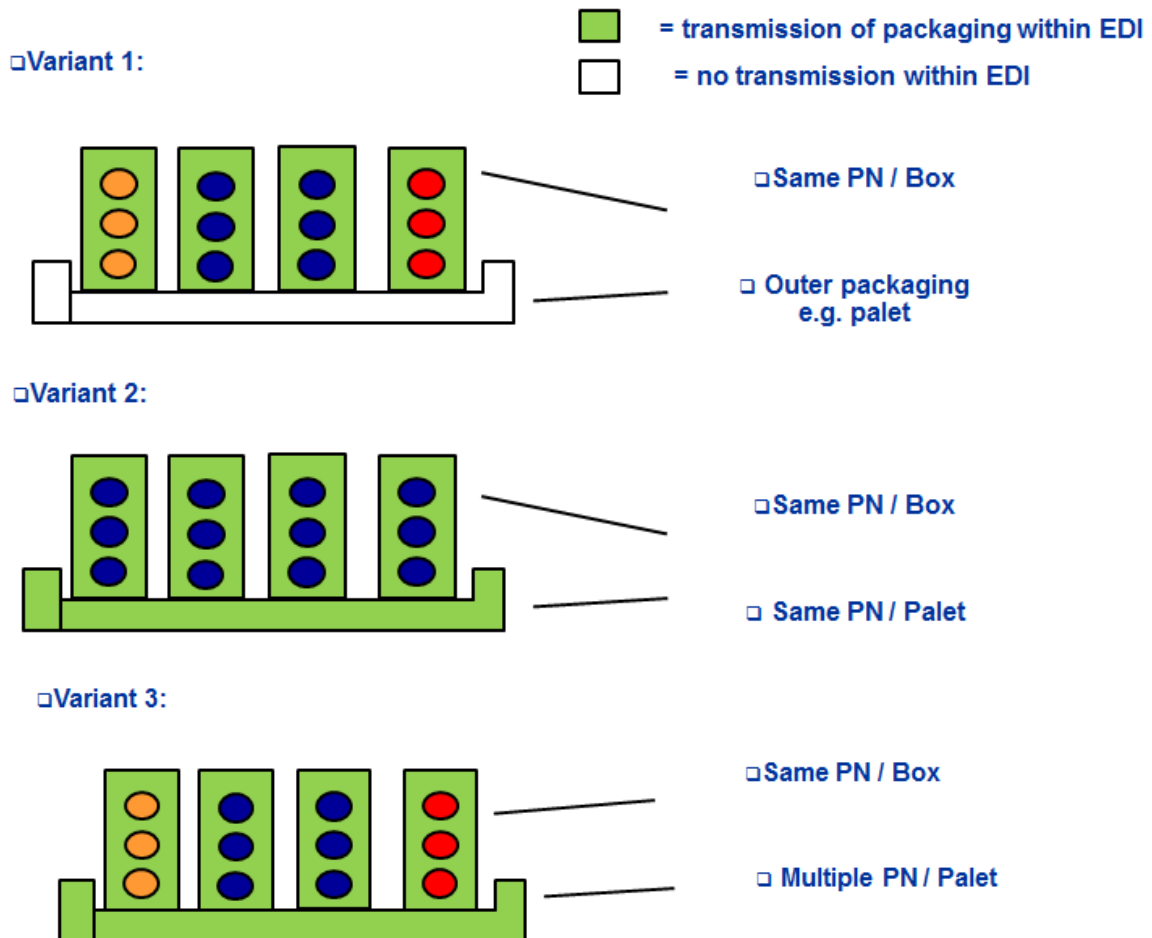 = transmission of packaging within EDI
❑Variant 1:
= no transmission within EDI
❑Same PN / Box
❑ Outer packaging
e.g. palet
❑Variant 2:
❑Same PN / Box
❑ Same PN / Palet
❑Variant 3:
❑Same PN / Box
❑ Multiple PN / Palet